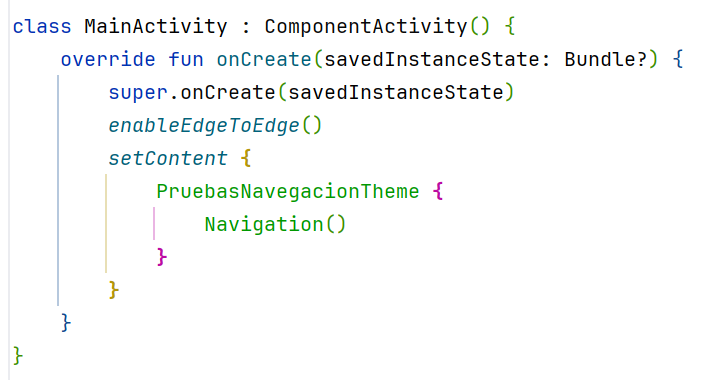 class MainActivity : ComponentActivity() {
    override fun onCreate(savedInstanceState: Bundle?) {
        super.onCreate(savedInstanceState)
        enableEdgeToEdge()
        setContent {
            PruebasNavegacionTheme {
                Navigation()
            }
        }
    }
}